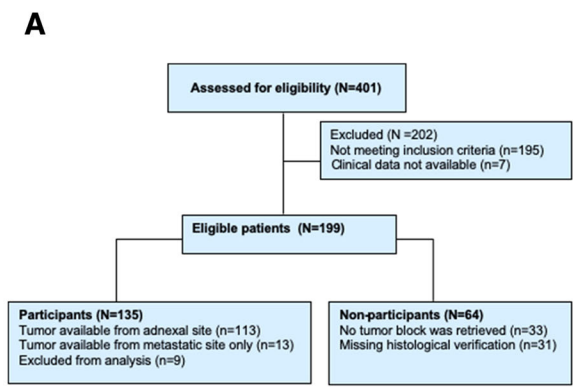 A
Assessed for eligibility (N=401)
Excluded (N =202)
Not meeting inclusion criteria (n=195)
Clinical data not available (n=7)
Eligible patients (N=199)
Participants (N=135)
Tumor available from adnexal site (n=113)
Tumor available from metastatic site only (n=13)
Excluded from analysis (n=9)
Non-participants (N=64)
No tumor block was retrieved (n=33)
Missing histological verification (n=31)